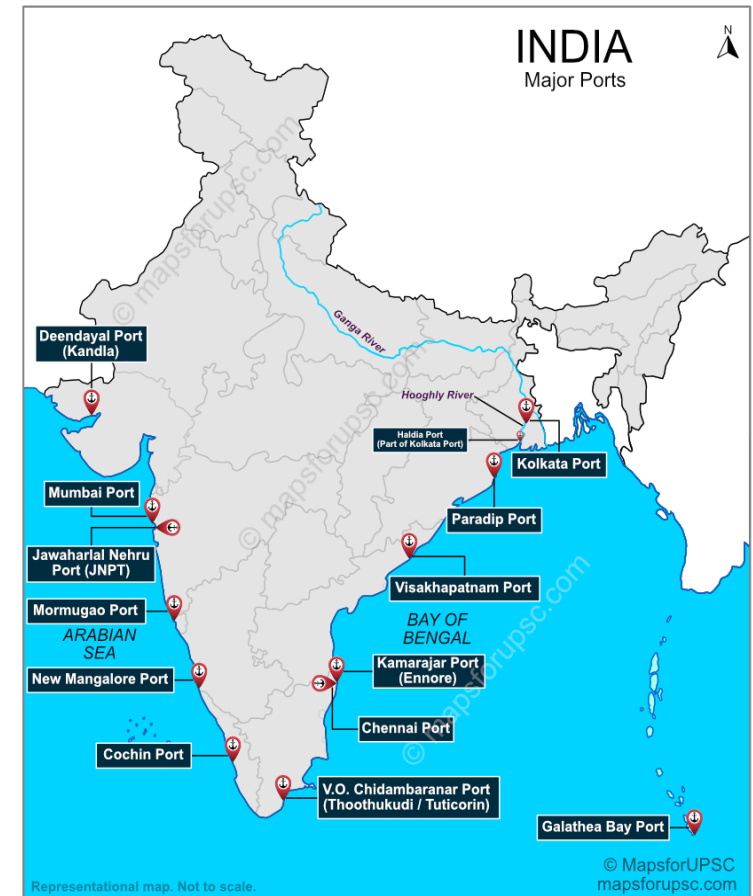 INDIA
Major Ports
N
© mapsforupsc.com
Deendayal Port
(Kandla)
Ganga River
© mapsforupsc.com
Hooghly River
Haldia Port
(Part of Kolkata Port)
Kolkata Port
Mumbai Port
Paradip Port
Jawaharlal Nehru
Port (JNPT)
Visakhapatnam Port
Mormugao Port
ARABIAN
SEA
BAY OF
BENGAL
© mapsforupsc.com
Kamarajar Port
(Ennore)
New Mangalore Port
Chennai Port
Cochin Port
V.O. Chidambaranar Port
(Thoothukudi / Tuticorin)
Galathea Bay Port
© MapsforUPSC
mapsforupsc.com
Representational map. Not to scale.